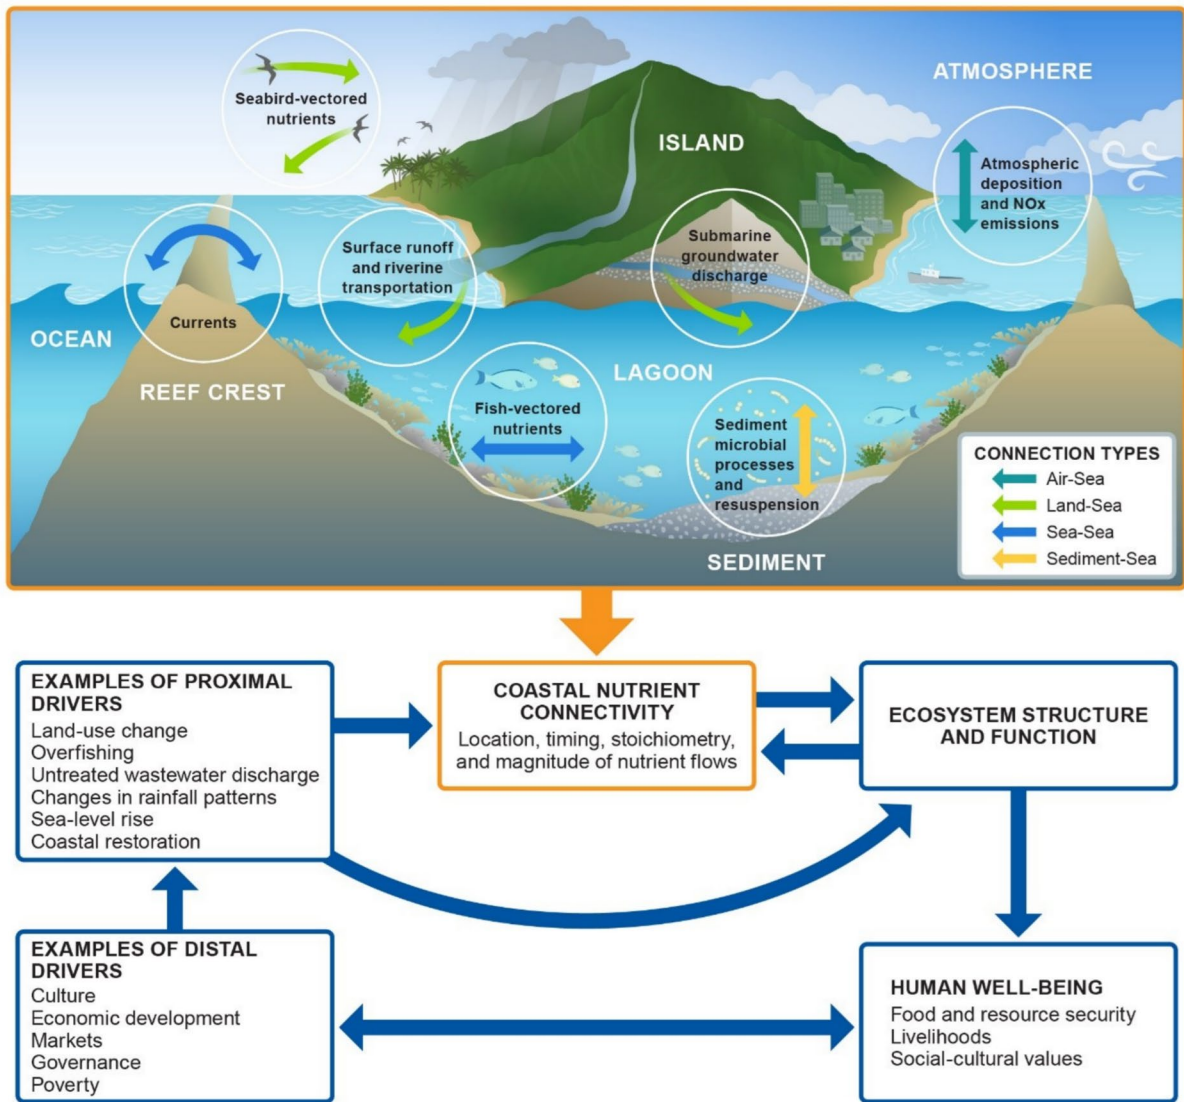 Seabird-vectored
nutrients
ATMOSPHERE
ISLAND
Atmospheric
deposition
and NOx
emissions
Surface runoff
and riverine
transportation
Submarine
groundwater
discharge
Currents
OCEAN
REEF CREST
LAGOON
Fish-vectored
nutrients
Sediment
microbial
processes
and
resuspension
SEDIMENT
CONNECTION TYPES
Air-Sea
Land-Sea
Sea-Sea
Sediment-Sea
EXAMPLES OF PROXIMAL
DRIVERS
Land-use change
Overfishing
Untreated wastewater discharge
Changes in rainfall patterns
Sea-level rise
Coastal restoration
COASTAL NUTRIENT
CONNECTIVITY
Location, timing, stoichiometry,
and magnitude of nutrient flows
ECOSYSTEM STRUCTURE
AND FUNCTION
EXAMPLES OF DISTAL
DRIVERS
Culture
Economic development
Markets
Governance
Poverty
HUMAN WELL-BEING
Food and resource security
Livelihoods
Social-cultural values